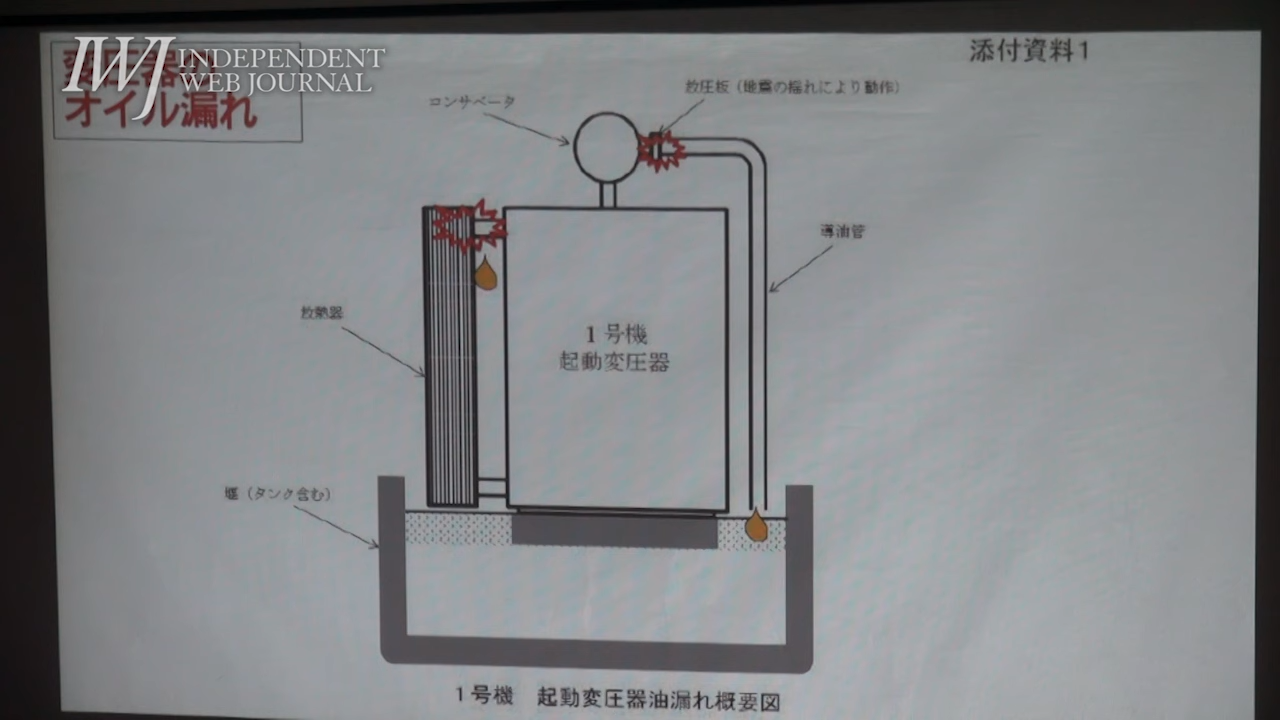 IWJ INDEPENDENT
WEB JOURNAL
変圧器の
オイル漏れ
添付資料1
コンサベータ
放圧板（地震の揺れにより動作）
導油管
放熱器
1号機
起動変圧器
堰（タンク含む）
1号機 起動変圧器油漏れ概要図